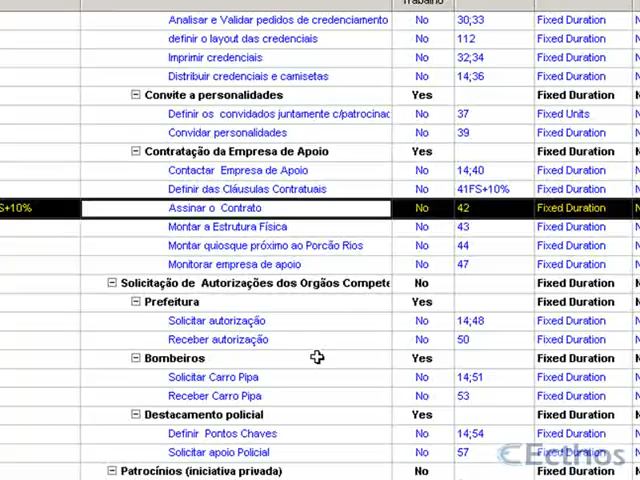 Trabalho
Analisar e Validar pedidos de credenciamento No 30;33 Fixed Duration
definir o layout das credenciais No 112 Fixed Duration
Imprimir credenciais No 32;34 Fixed Duration
Distribuir credenciais e camisetas No 14;36 Fixed Duration
Convite a personalidades Yes Fixed Duration
Definir os convidados juntamente c/patrocinac No 37 Fixed Units
Convidar personalidades No 39 Fixed Duration
Contratação da Empresa de Apoio Yes Fixed Duration
Contactar Empresa de Apoio No 14;40 Fixed Duration
Definir das Cláusulas Contratuais No 41FS+10% Fixed Duration
S+10% Assinar o Contrato No 42 Fixed Duration
Montar a Estrutura Física No 43 Fixed Duration
Montar quiosque próximo ao Porcão Rios No 44 Fixed Duration
Monitorar empresa de apoio No 47 Fixed Duration
Solicitação de Autorizações dos Orgãos Compete No Fixed Duration
Prefeitura Yes Fixed Duration
Solicitar autorização No 14;48 Fixed Duration
Receber autorização No 50 Fixed Duration
Bombeiros Yes Fixed Duration
Solicitar Carro Pipa No 14;51 Fixed Duration
Receber Carro Pipa No 53 Fixed Duration
Destacamento policial Yes Fixed Duration
Definir Pontos Chaves No 14;54 Fixed Duration
Solicitar apoio Policial No 57 Fixed Duration
Patrocínios (iniciativa privada) No Fixed Duration
Ecthos